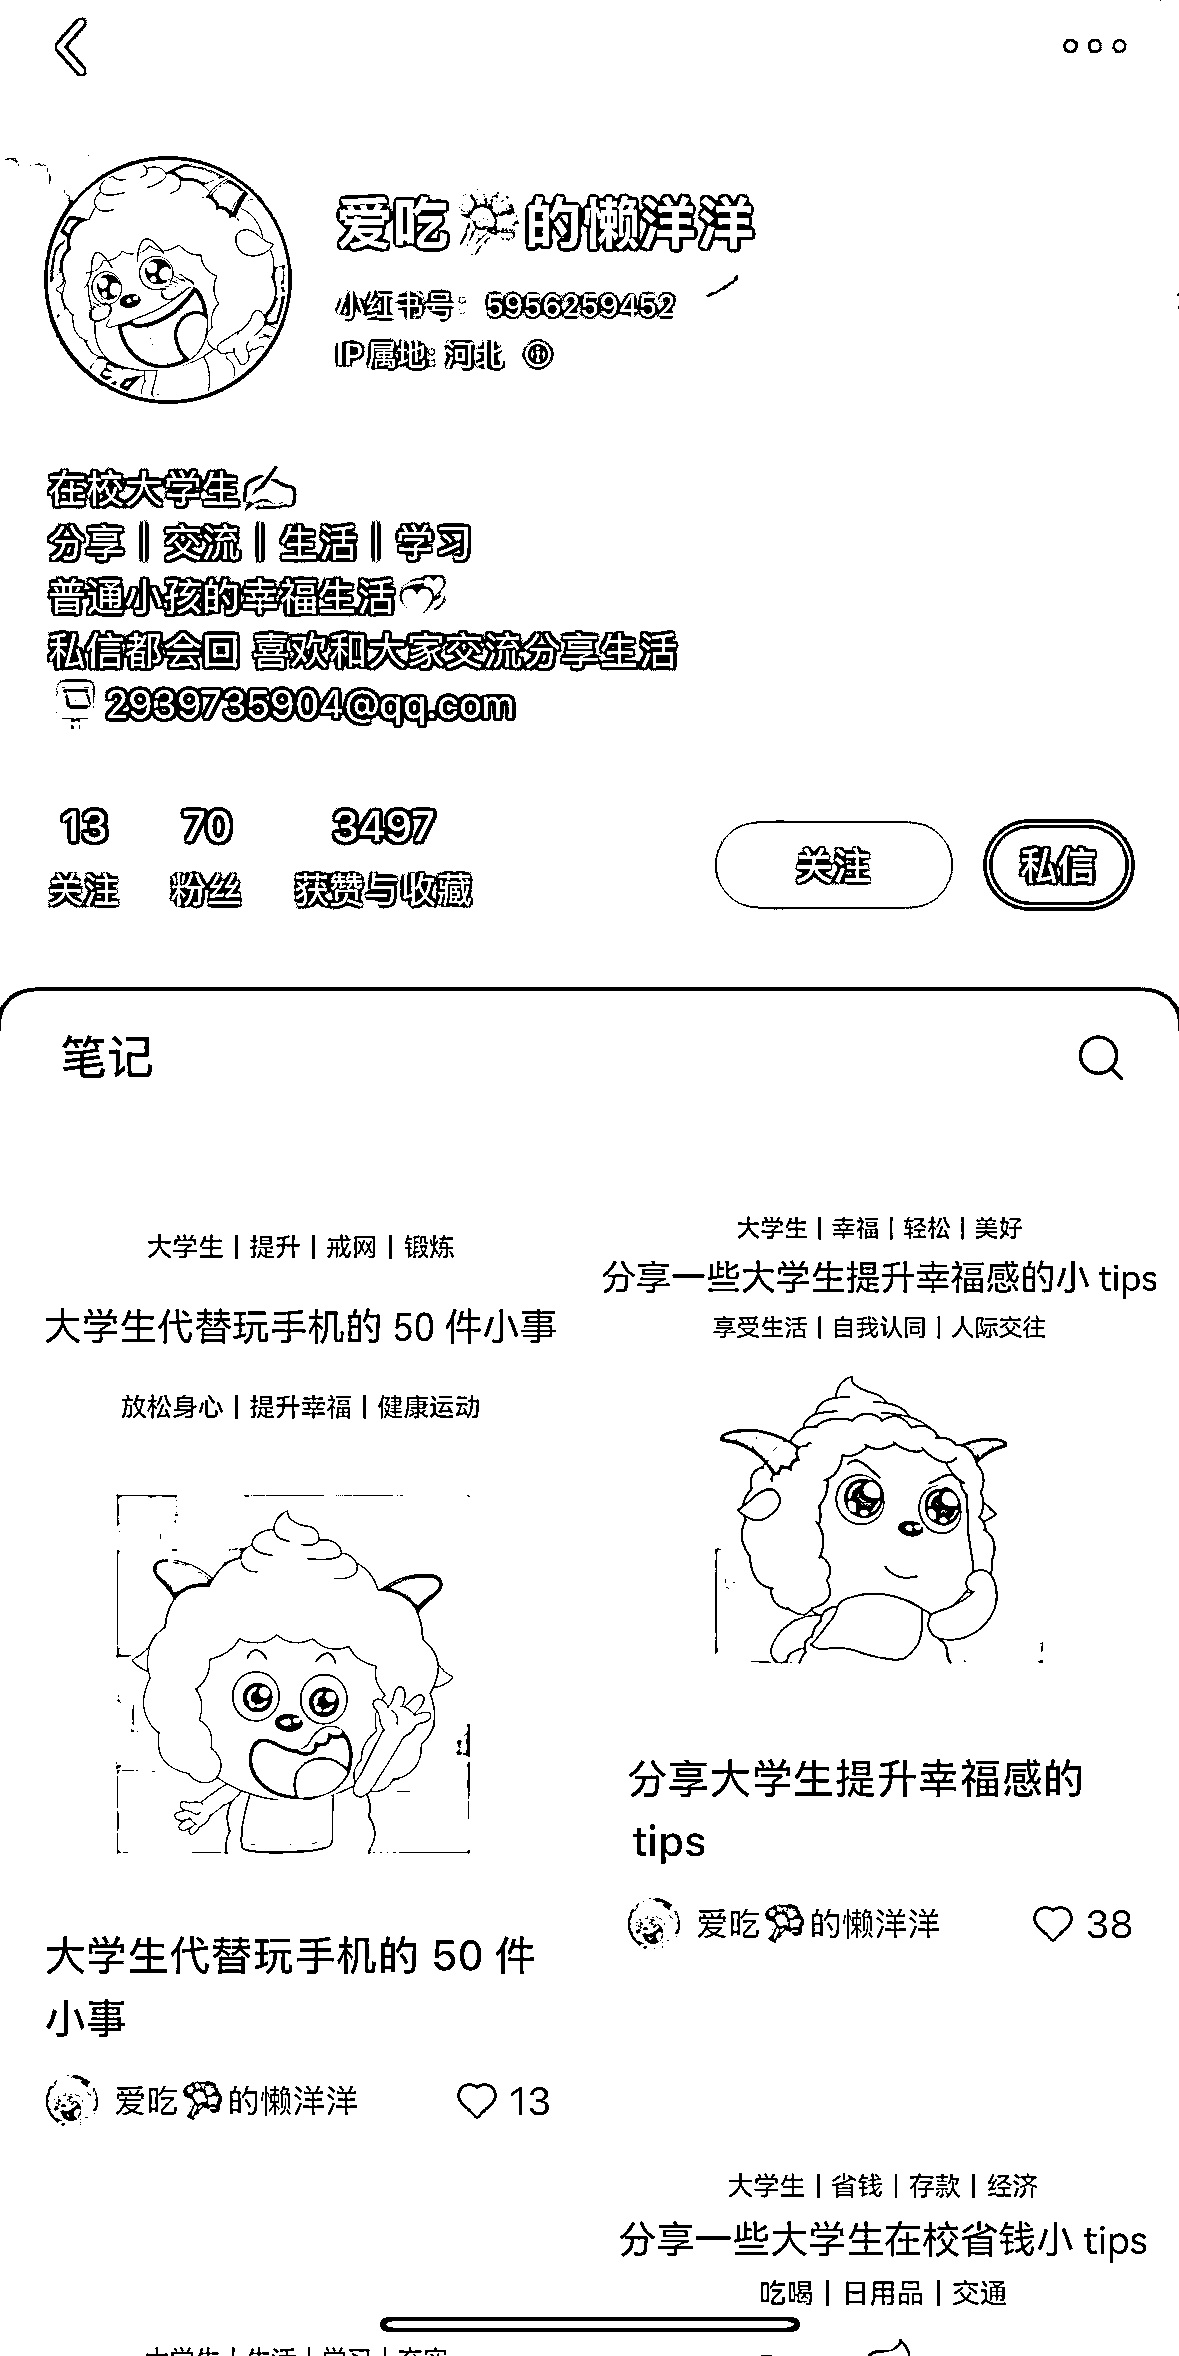 爱吃🥦的懒洋洋
小红书号：5956259452
IP属地：河北
在校大学生✍
分享｜交流｜生活｜学习
普通小孩的幸福生活💞
私信都会回 喜欢和大家交流分享生活
2939735904@qq.com
13 70 3497
关注 粉丝 获赞与收藏
关注 私信
笔记
大学生｜提升｜戒网｜锻炼
大学生代替玩手机的 50 件小事
放松身心｜提升幸福｜健康运动
大学生代替玩手机的 50 件
小事
爱吃🥦的懒洋洋 13
大学生｜幸福｜轻松｜美好
分享一些大学生提升幸福感的小 tips
享受生活｜自我认同｜人际交往
分享大学生提升幸福感的
tips
爱吃🥦的懒洋洋 38
大学生｜省钱｜存款｜经济
分享一些大学生在校省钱小 tips
吃喝｜日用品｜交通